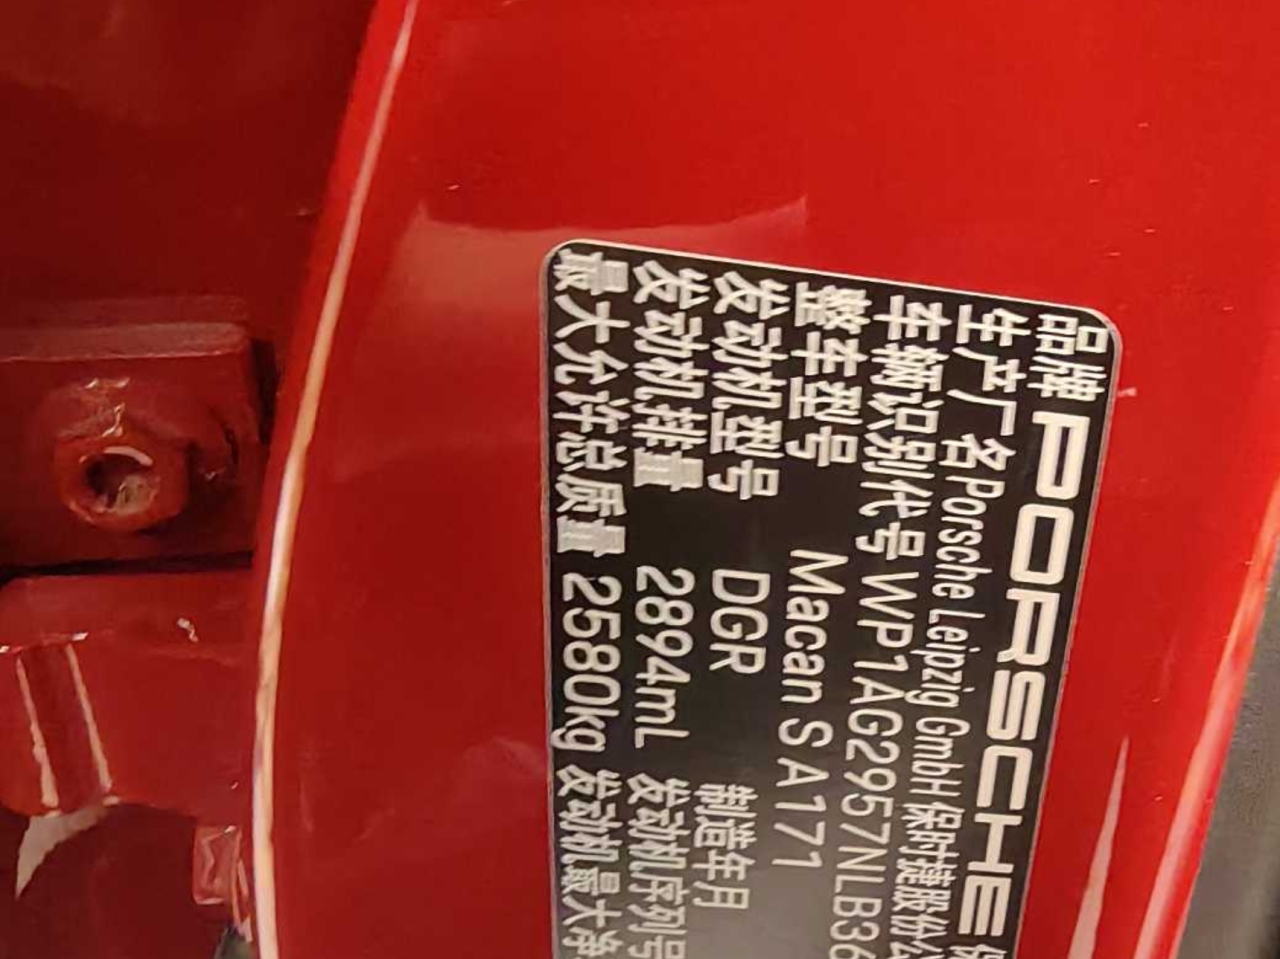 品牌 PORSCHE 保
生产厂名 Porsche Leipzig GmbH 保时捷股份公
车辆识别代号 WP1AG2957NLB36
整车型号 Macan S A171
发动机型号 DGR 制造年月
发动机排量 2894mL 发动机序列号
最大允许总质量 2580kg 发动机最大净